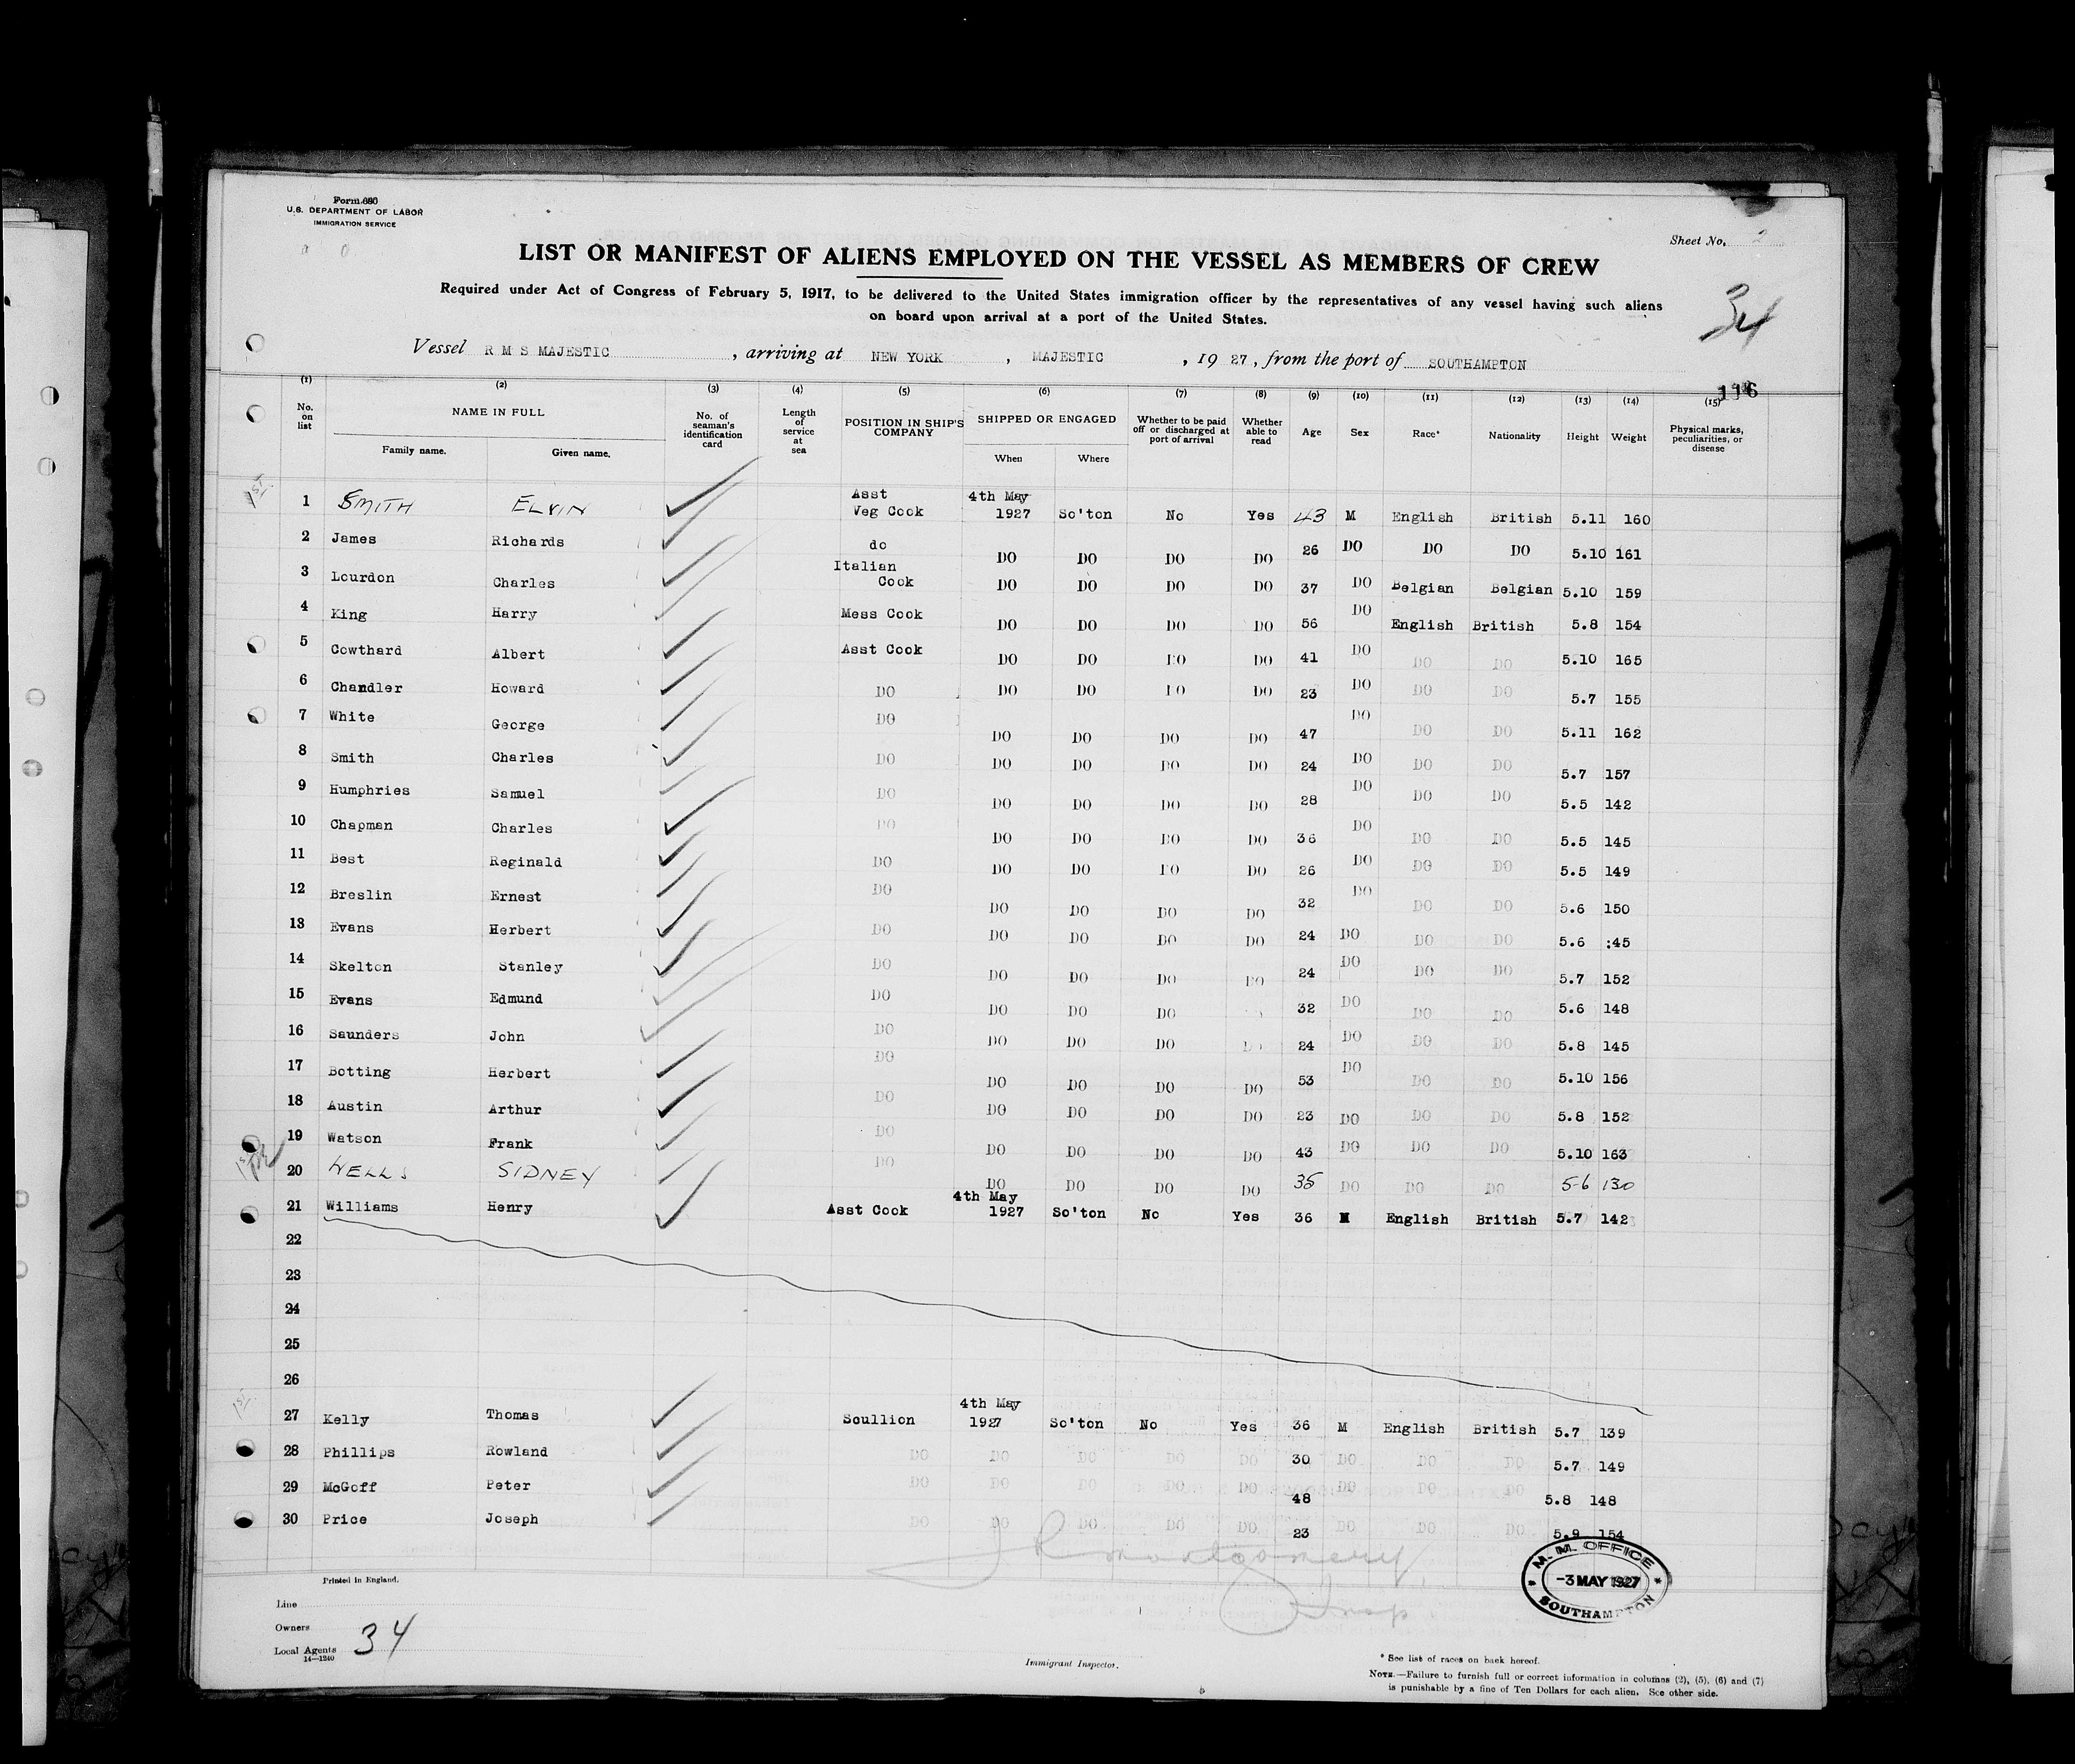 Form 680
U.S. DEPARTMENT OF LABOR
IMMIGRATION SERVICE
Sheet No. 2
LIST OR MANIFEST OF ALIENS EMPLOYED ON THE VESSEL AS MEMBERS OF CREW
Required under Act of Congress of February 5, 1917, to be delivered to the United States immigration officer by the representatives of any vessel having such aliens
on board upon arrival at a port of the United States.
34
Vessel R M S MAJESTIC, arriving at NEW YORK, MAJESTIC, 1927, from the port of SOUTHAMPTON
116
(1) (2) (3) (4) (5) (6) (7) (8) (9) (10) (11) (12) (13) (14) (15)
No. on list NAME IN FULL Family name. Given name. No. of seaman's identification card Length of service at sea POSITION IN SHIP'S COMPANY SHIPPED OR ENGAGED When Where Whether to be paid off or discharged at port of arrival Whether able to read Age Sex Race* Nationality Height Weight Physical marks, peculiarities, or disease
1st 1 SMITH ELVIN Asst Veg Cook 4th May 1927 So'ton No Yes 43 M English British 5.11 160
2 James Richards do DO DO DO DO 26 DO DO DO 5.10 161
3 Lourdon Charles Italian Cook DO DO DO DO 37 DO Belgian Belgian 5.10 159
4 King Harry Mess Cook DO DO DO DO 56 DO English British 5.8 154
5 Cowthard Albert Asst Cook DO DO DO DO 41 DO DO DO 5.10 165
6 Chandler Howard DO DO DO DO DO 23 DO DO DO 5.7 155
7 White George DO DO DO DO DO 47 DO DO DO 5.11 162
8 Smith Charles DO DO DO DO DO 24 DO DO DO 5.7 157
9 Humphries Samuel DO DO DO DO DO 28 DO DO DO 5.5 142
10 Chapman Charles DO DO DO DO DO 36 DO DO DO 5.5 145
11 Best Reginald DO DO DO DO DO 26 DO DO DO 5.5 149
12 Breslin Ernest DO DO DO DO DO 32 DO DO DO 5.6 150
13 Evans Herbert DO DO DO DO DO 24 DO DO DO 5.6 :45
14 Skelton Stanley DO DO DO DO DO 24 DO DO DO 5.7 152
15 Evans Edmund DO DO DO DO 32 DO DO DO 5.6 148
16 Saunders John DO DO DO DO DO 24 DO DO DO 5.8 145
17 Botting Herbert DO DO DO DO DO 53 DO DO DO 5.10 156
18 Austin Arthur DO DO DO DO DO 23 DO DO DO 5.8 152
19 Watson Frank DO DO DO DO DO 43 DO DO DO 5.10 163
20 WELLS SIDNEY DO DO DO DO DO 35 DO DO DO 5-6 130
21 Williams Henry Asst Cook 4th May 1927 So'ton No Yes 36 M English British 5.7 142
22
23
24
25
26
1st 27 Kelly Thomas Scullion 4th May 1927 So'ton No Yes 36 M English British 5.7 139
28 Phillips Rowland DO DO DO DO DO 30 DO DO DO 5.7 149
29 McGoff Peter DO DO DO DO DO 48 DO DO DO 5.8 148
30 Price Joseph DO DO DO DO DO 23 DO DO DO 5.9 154
J R Montgomery
Insp
M. M. OFFICE
-3 MAY 1927
SOUTHAMPTON
Printed in England.
Line
Owners
Local Agents 34
14—1240
Immigrant Inspector.
* See list of races on back hereof.
NOTE.—Failure to furnish full or correct information in columns (2), (5), (6) and (7)
is punishable by a fine of Ten Dollars for each alien. See other side.